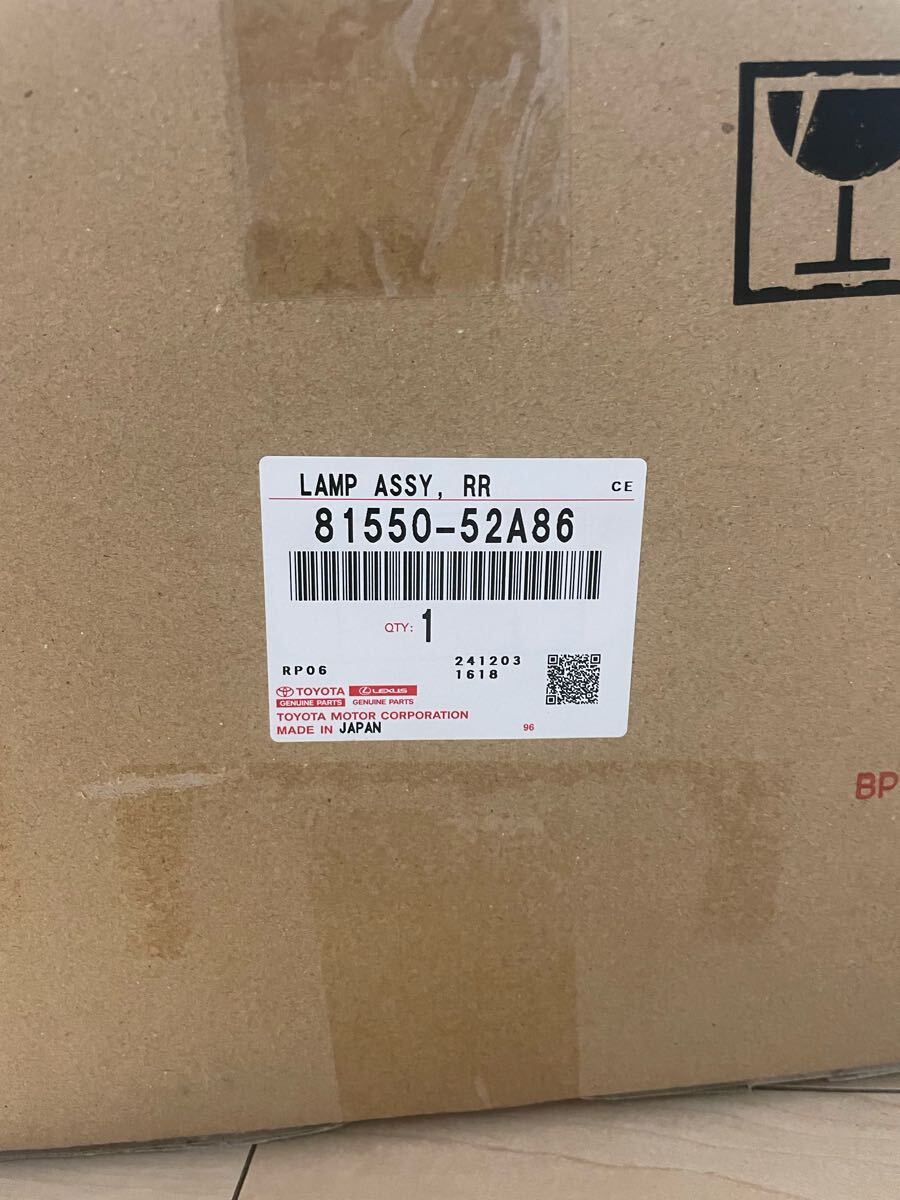 LAMP ASSY, RR CE
81550-52A86
QTY: 1
RP06
241203
1618
TOYOTA LEXUS
GENUINE PARTS GENUINE PARTS
TOYOTA MOTOR CORPORATION
MADE IN JAPAN
96
BP